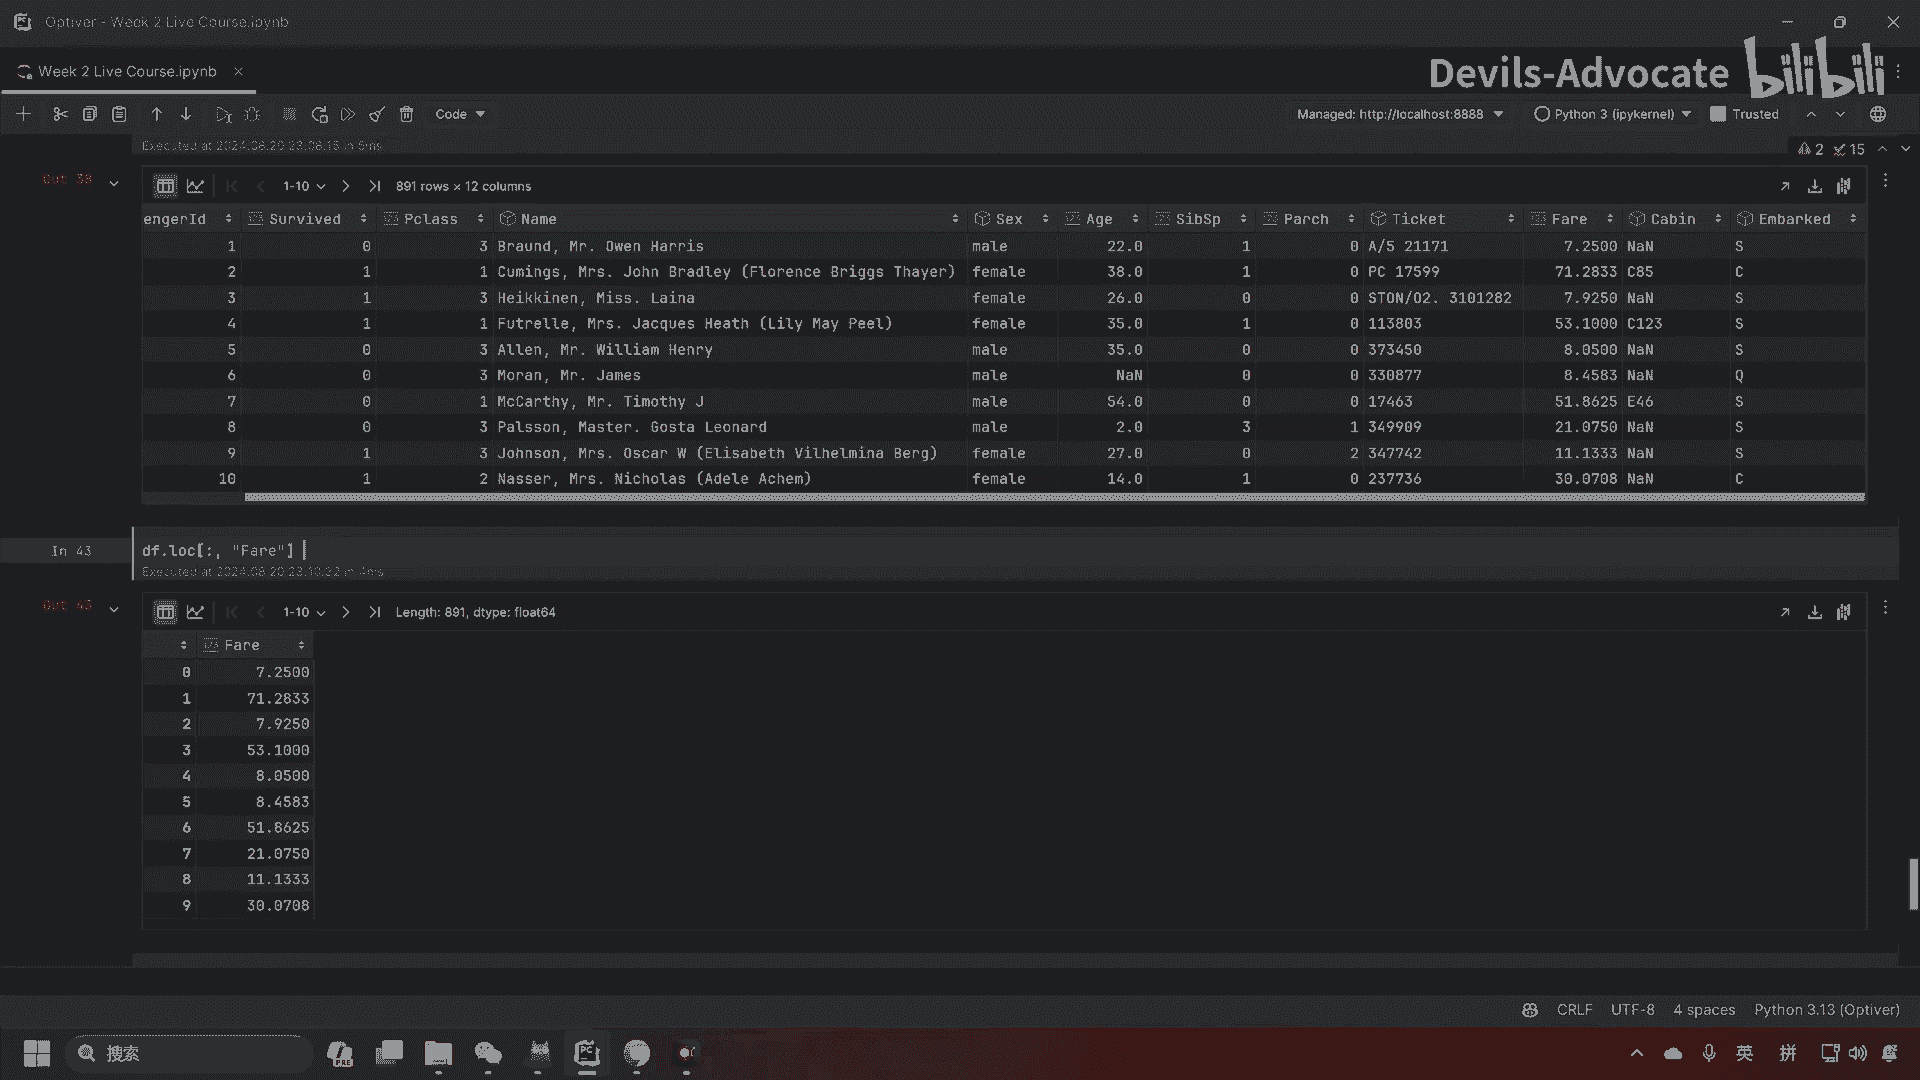 Optiver - Week 2 Live Course.ipynb
Week 2 Live Course.ipynb
Devils-Advocate bilibili
Code
Managed: http://localhost:8888
Python 3 (ipykernel)
Trusted
Executed at 2024.08.20 23:08:15 in 5ms
2 15
Out 38
1-10
891 rows × 12 columns
engerId Survived Pclass Name Sex Age SibSp Parch Ticket Fare Cabin Embarked
1 0 3 Braund, Mr. Owen Harris male 22.0 1 0 A/5 21171 7.2500 NaN S
2 1 1 Cumings, Mrs. John Bradley (Florence Briggs Thayer) female 38.0 1 0 PC 17599 71.2833 C85 C
3 1 3 Heikkinen, Miss. Laina female 26.0 0 0 STON/O2. 3101282 7.9250 NaN S
4 1 1 Futrelle, Mrs. Jacques Heath (Lily May Peel) female 35.0 1 0 113803 53.1000 C123 S
5 0 3 Allen, Mr. William Henry male 35.0 0 0 373450 8.0500 NaN S
6 0 3 Moran, Mr. James male NaN 0 0 330877 8.4583 NaN Q
7 0 1 McCarthy, Mr. Timothy J male 54.0 0 0 17463 51.8625 E46 S
8 0 3 Palsson, Master. Gosta Leonard male 2.0 3 1 349909 21.0750 NaN S
9 1 3 Johnson, Mrs. Oscar W (Elisabeth Vilhelmina Berg) female 27.0 0 2 347742 11.1333 NaN S
10 1 2 Nasser, Mrs. Nicholas (Adele Achem) female 14.0 1 0 237736 30.0708 NaN C
In 43
df.loc[:, "Fare"]
Executed at 2024.08.20 23:10:32 in 4ms
Out 43
1-10
Length: 891, dtype: float64
Fare
0 7.2500
1 71.2833
2 7.9250
3 53.1000
4 8.0500
5 8.4583
6 51.8625
7 21.0750
8 11.1333
9 30.0708
CRLF UTF-8 4 spaces Python 3.13 (Optiver)
搜索
PRE
PC
英 拼